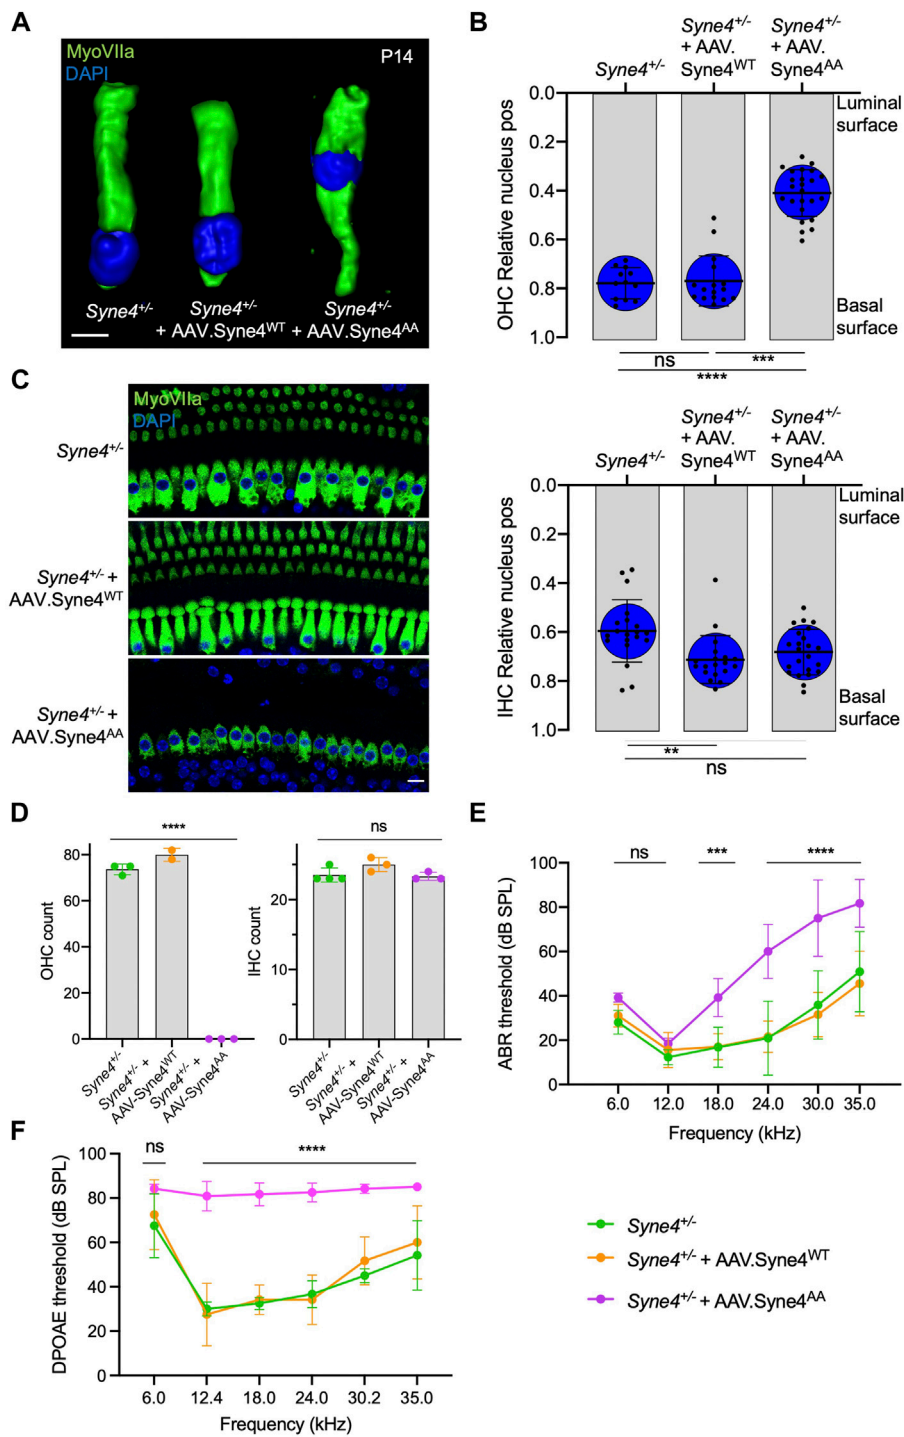 A
MyoVIIa
DAPI
P14
Syne4+/-
Syne4+/-
+ AAV.Syne4WT
Syne4+/-
+ AAV.Syne4AA
B
Syne4+/-
Syne4+/-
+ AAV.
Syne4WT
Syne4+/-
+ AAV.
Syne4AA
OHC Relative nucleus pos
0.0
0.2
0.4
0.6
0.8
1.0
Luminal
surface
Basal
surface
ns
***
****
Syne4+/-
Syne4+/-
+ AAV.
Syne4WT
Syne4+/-
+ AAV.
Syne4AA
IHC Relative nucleus pos
0.0
0.2
0.4
0.6
0.8
1.0
Luminal
surface
Basal
surface
**
ns
C
MyoVIIa
DAPI
Syne4+/-
Syne4+/- +
AAV.Syne4WT
Syne4+/- +
AAV.Syne4AA
D
****
OHC count
80
60
40
20
0
Syne4+/-
Syne4+/- +
AAV-Syne4WT
Syne4+/- +
AAV-Syne4AA
ns
IHC count
20
10
0
Syne4+/-
Syne4+/- +
AAV-Syne4WT
Syne4+/- +
AAV-Syne4AA
E
ns
***
****
ABR threshold (dB SPL)
100
80
60
40
20
0
6.0
12.0
18.0
24.0
30.0
35.0
Frequency (kHz)
F
ns
****
DPOAE threshold (dB SPL)
100
80
60
40
20
0
6.0
12.4
18.0
24.0
30.2
35.0
Frequency (kHz)
Syne4+/-
Syne4+/- + AAV.Syne4WT
Syne4+/- + AAV.Syne4AA